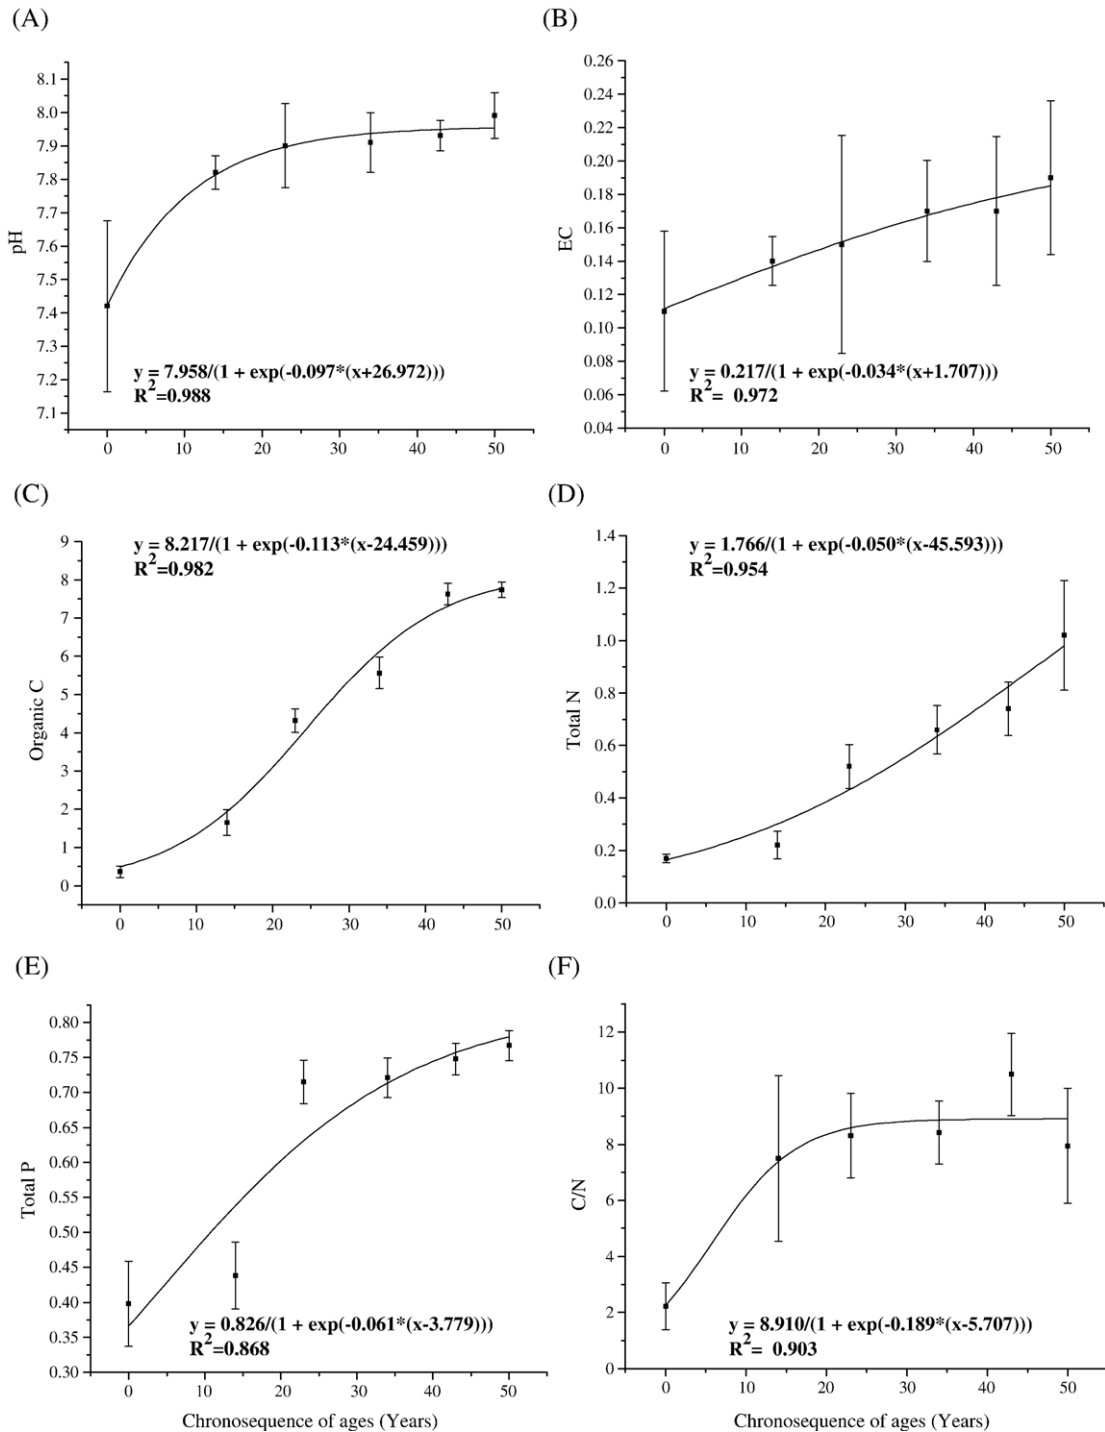 (A)
8.1
8.0
7.9
7.8
7.7
7.6
7.5
7.4
7.3
7.2
7.1
pH
0 10 20 30 40 50
y = 7.958/(1 + exp(-0.097*(x+26.972)))
R²=0.988
(B)
0.26
0.24
0.22
0.20
0.18
0.16
0.14
0.12
0.10
0.08
0.06
0.04
EC
0 10 20 30 40 50
y = 0.217/(1 + exp(-0.034*(x+1.707)))
R²= 0.972
(C)
y = 8.217/(1 + exp(-0.113*(x-24.459)))
R²=0.982
9
8
7
6
5
4
3
2
1
0
Organic C
0 10 20 30 40 50
(D)
y = 1.766/(1 + exp(-0.050*(x-45.593)))
R²=0.954
1.4
1.2
1.0
0.8
0.6
0.4
0.2
0.0
Total N
0 10 20 30 40 50
(E)
0.80
0.75
0.70
0.65
0.60
0.55
0.50
0.45
0.40
0.35
0.30
Total P
y = 0.826/(1 + exp(-0.061*(x-3.779)))
R²=0.868
0 10 20 30 40 50
Chronosequence of ages (Years)
(F)
12
10
8
6
4
2
0
C/N
y = 8.910/(1 + exp(-0.189*(x-5.707)))
R²= 0.903
0 10 20 30 40 50
Chronosequence of ages (Years)